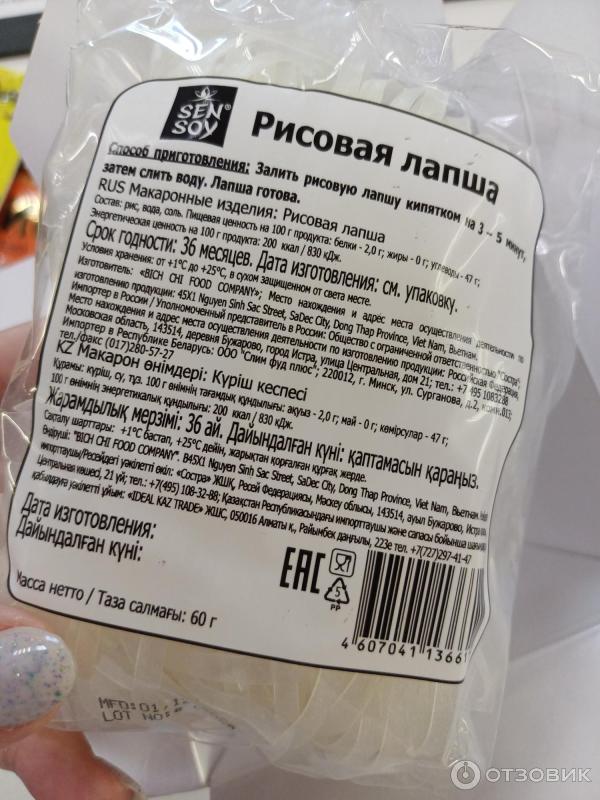 SEN SOY®
Рисовая лапша
Способ приготовления: Залить рисовую лапшу кипятком на 3 – 5 минут,
затем слить воду. Лапша готова.
RUS Макаронные изделия: Рисовая лапша
Состав: рис, вода, соль. Пищевая ценность на 100 г продукта: белки - 2,0 г; жиры - 0 г; углеводы - 47 г;
Энергетическая ценность на 100 г продукта: 200 ккал / 830 кДж.
Срок годности: 36 месяцев. Дата изготовления: см. упаковку.
Условия хранения: от +1°С до +25°С, в сухом защищенном от света месте.
Изготовитель: «BICH CHI FOOD COMPANY»; Место нахождения и адрес места осуществления деятельности по
изготовлению продукции: 45X1 Nguyen Sinh Sac Street, SaDec City, Dong Thap Province, Viet Nam, Вьетнам.
Импортер в России / Уполномоченный представитель в России: Общество с ограниченной ответственностью "Состра";
Место нахождения и адрес места осуществления деятельности по изготовлению продукции: Российская Федерация,
Московская область, 143514, деревня Бужарово, город Истра, улица Центральная, дом 21; тел.: +7 495 1083288
Импортер в Республике Беларусь: ООО "Слим фуд плюс"; 220012, г. Минск, ул. Сурганова, д.2,
тел./факс (017)280-57-27
KZ Макарон өнімдері: Күріш кеспесі
Құрамы: күріш, су, тұз. 100 г өнімнің тағамдық құндылығы: ақуыз - 2,0 г; май - 0 г; көмірсулар - 47 г;
100 г өнімнің энергетикалық құндылығы: 200 ккал / 830 кДж.
Жарамдылық мерзімі: 36 ай. Дайындалған күні: қаптамасын қараңыз.
Сақталу шарттары: +1°С бастап, +25°С дейін, жарықтан қорғалған құрғақ жерде.
Өндіруші: "BICH CHI FOOD COMPANY". B45X1 Nguyen Sinh Sac Street, SaDec City, Dong Thap Province, Viet Nam, Вьетнам.
импорттаушы/Ресейдегі уәкілетті өкіл: «Состра» ЖШҚ, Ресей Федерациясы, Мәскеу облысы, 143514, ауыл Бужарово, Истра
Центральная көшесі, 21 үй; тел.: +7(495) 108-32-88; Қазақстан Республикасындағы импорттаушы және сапасы бойынша шағымды
қабылдауға уәкілетті ұйым: «IDEAL KAZ TRADE» ЖШС, 050016 Алматы к., Райымбек даңғылы, 223е тел. +7(727)297-41-47
Дата изготовления:
Дайындалған күні:
EAC
5
PP
Масса нетто / Таза салмағы: 60 г
4 607041 13661
MFD:01/1
LOT NO:
ОТЗОВИК